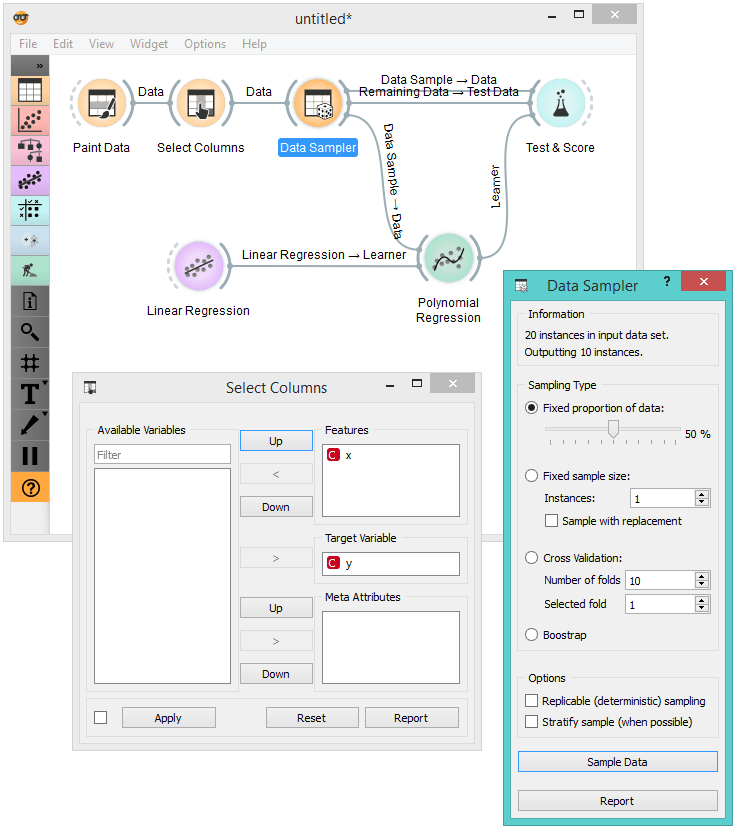 untitled*
File Edit View Widget Options Help
»
Data
Data
Data Sample → Data
Remaining Data → Test Data
Paint Data
Select Columns
Data Sampler
Test & Score
Data Sample → Data
Learner
Linear Regression → Learner
Linear Regression
Polynomial
Regression
T
?
Select Columns
Available Variables
Filter
Up
<
Down
>
Up
>
Down
Features
C x
Target Variable
C y
Meta Attributes
Apply
Reset
Report
Data Sampler
?
Information
20 instances in input data set.
Outputting 10 instances.
Sampling Type
Fixed proportion of data:
50 %
Fixed sample size:
Instances: 1
Sample with replacement
Cross Validation:
Number of folds 10
Selected fold 1
Boostrap
Options
Replicable (deterministic) sampling
Stratify sample (when possible)
Sample Data
Report